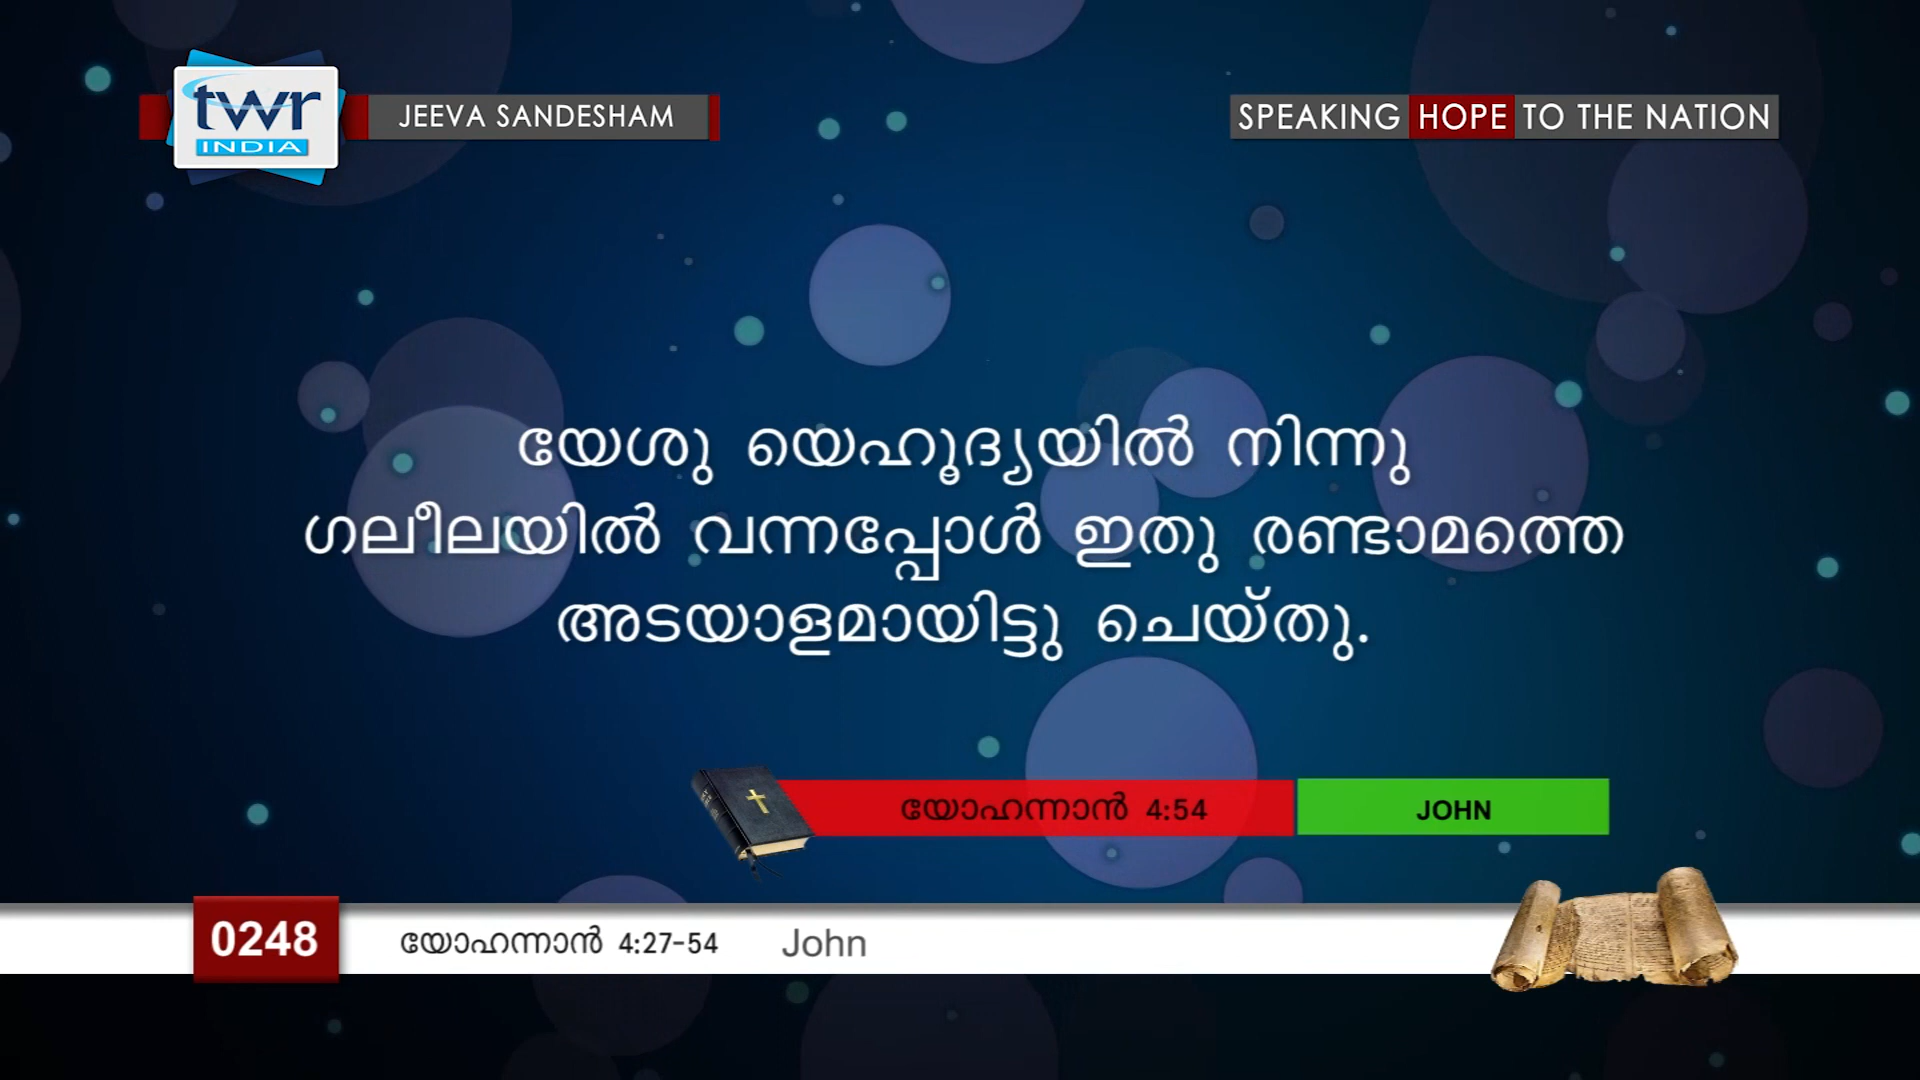 twr
INDIA
JEEVA SANDESHAM
SPEAKING HOPE TO THE NATION
യേശു യെഹൂദ്യയിൽ നിന്നു
ഗലീലയിൽ വന്നപ്പോൾ ഇതു രണ്ടാമത്തെ
അടയാളമായിട്ടു ചെയ്തു.
യോഹന്നാൻ 4:54
JOHN
0248
യോഹന്നാൻ 4:27-54
John